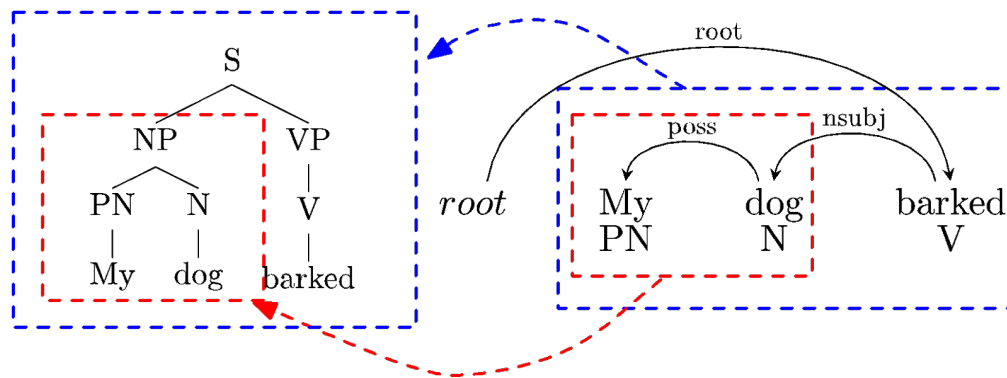 S
NP VP
PN N V
My dog barked
root
poss nsubj
root My dog barked
PN N V